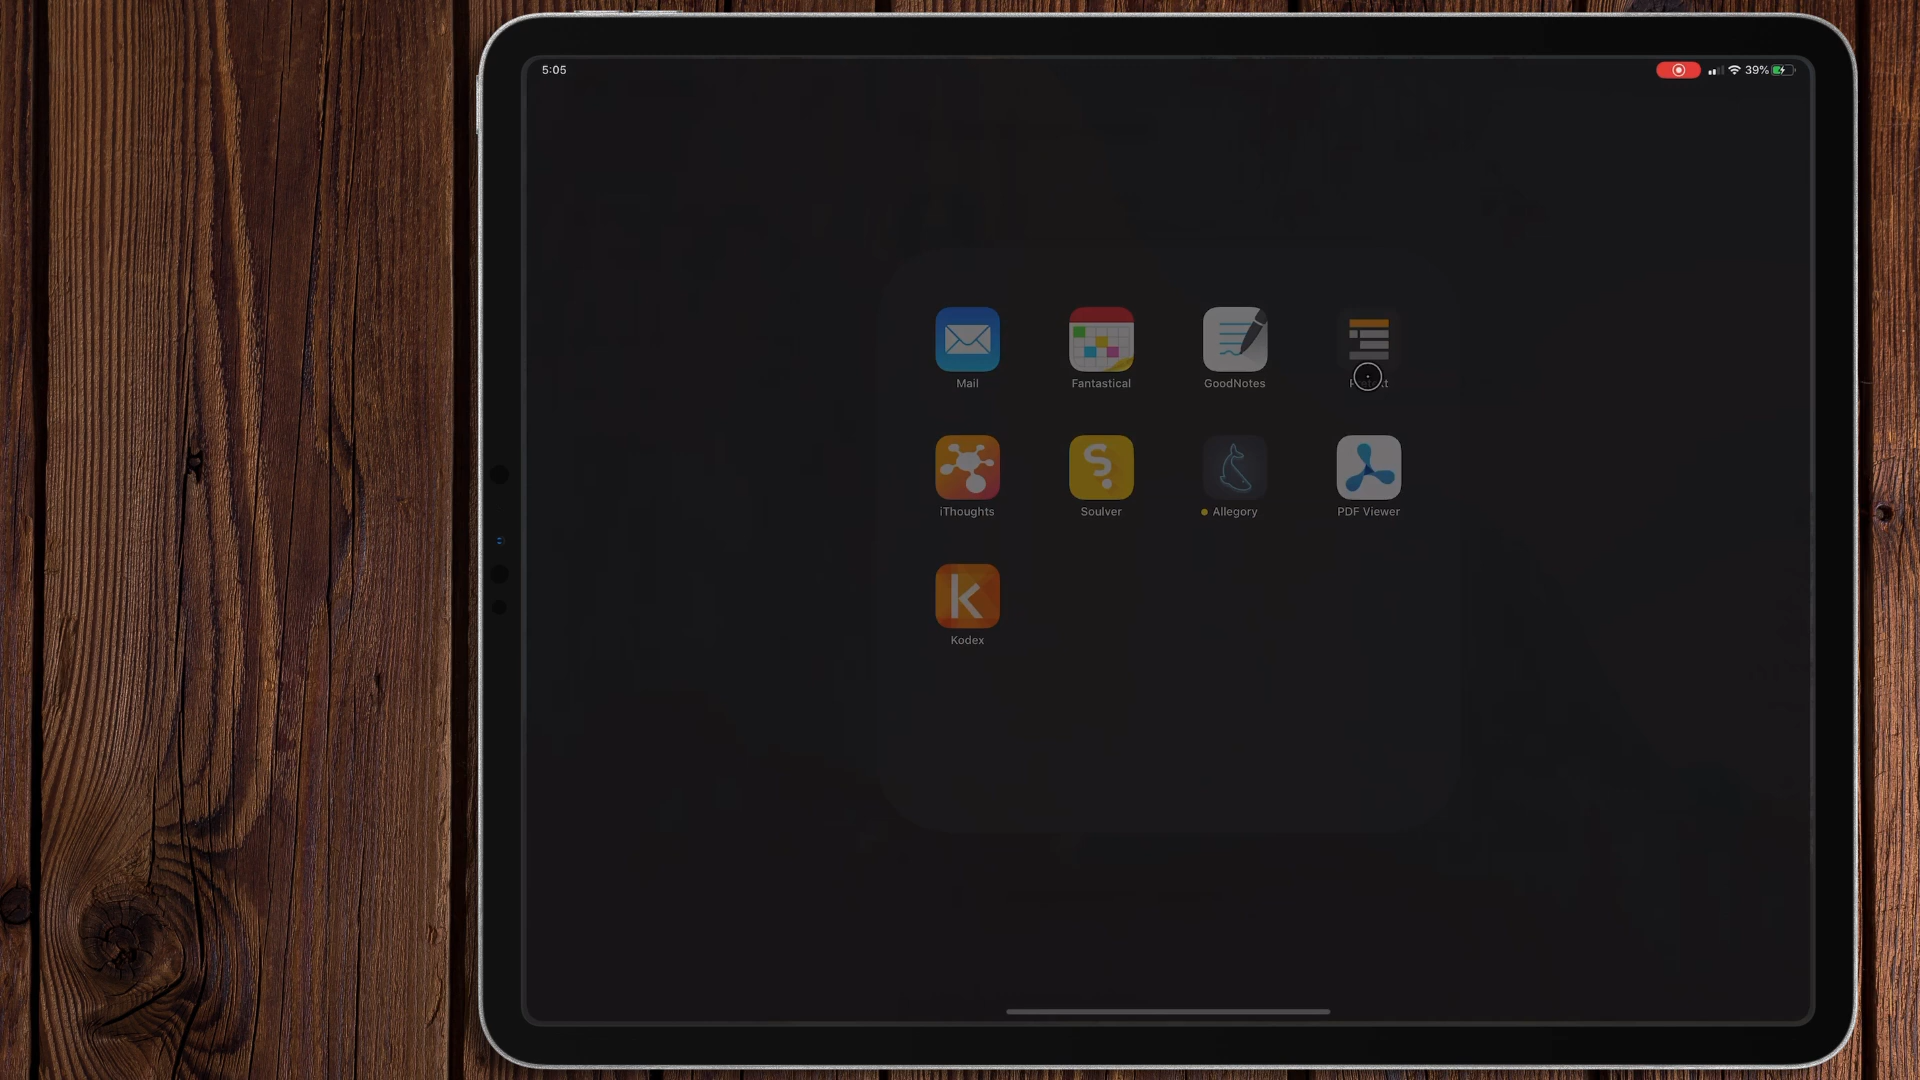 5:05
39%
Mail
Fantastical
GoodNotes
iThoughts
Soulver
Allegory
PDF Viewer
k
Kodex